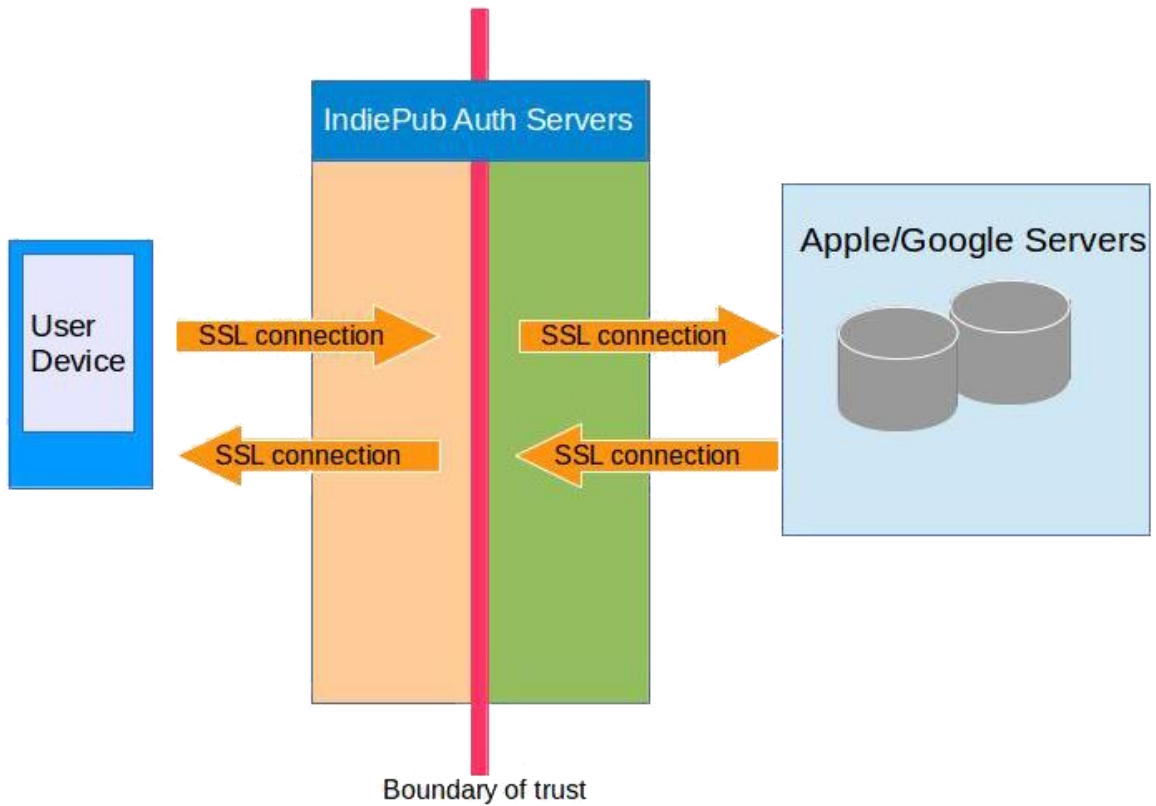 IndiePub Auth Servers
Apple/Google Servers
User
Device
SSL connection
SSL connection
SSL connection
SSL connection
Boundary of trust